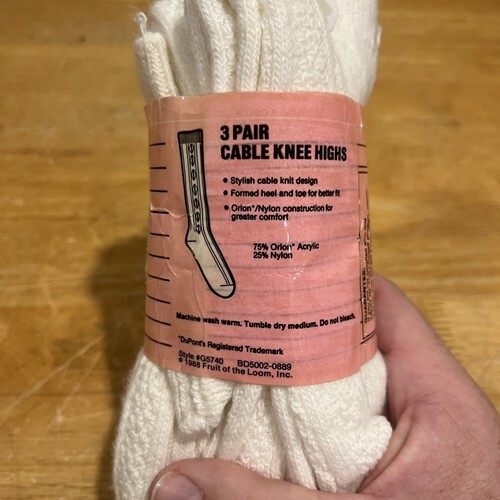 3 PAIR
CABLE KNEE HIGHS
• Stylish cable knit design
• Formed heel and toe for better fit
• Orlon*/Nylon construction for
greater comfort
75% Orlon* Acrylic
25% Nylon
Machine wash warm. Tumble dry medium. Do not bleach.
*DuPont's Registered Trademark
Style #G5740 BD5002-0889
© 1988 Fruit of the Loom, Inc.